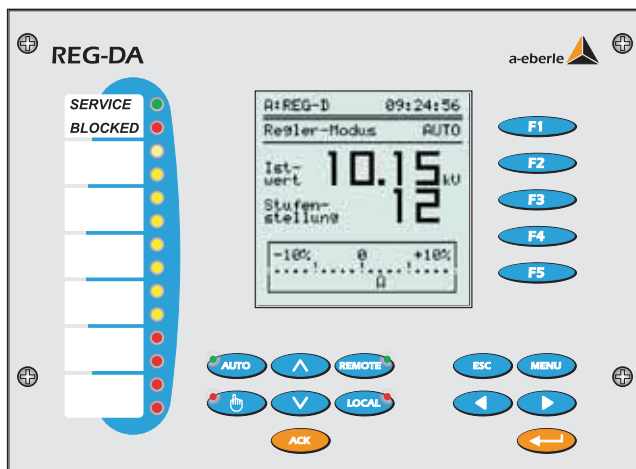 REG-DA
a-eberle
SERVICE
BLOCKED
A:REG-D 09:24:56
Regler-Modus AUTO
Ist-
wert 10.15 kV
Stufen-
stellung 12
-10% 0 +10%
F1
F2
F3
F4
F5
AUTO
REMOTE
ESC
MENU
LOCAL
ACK